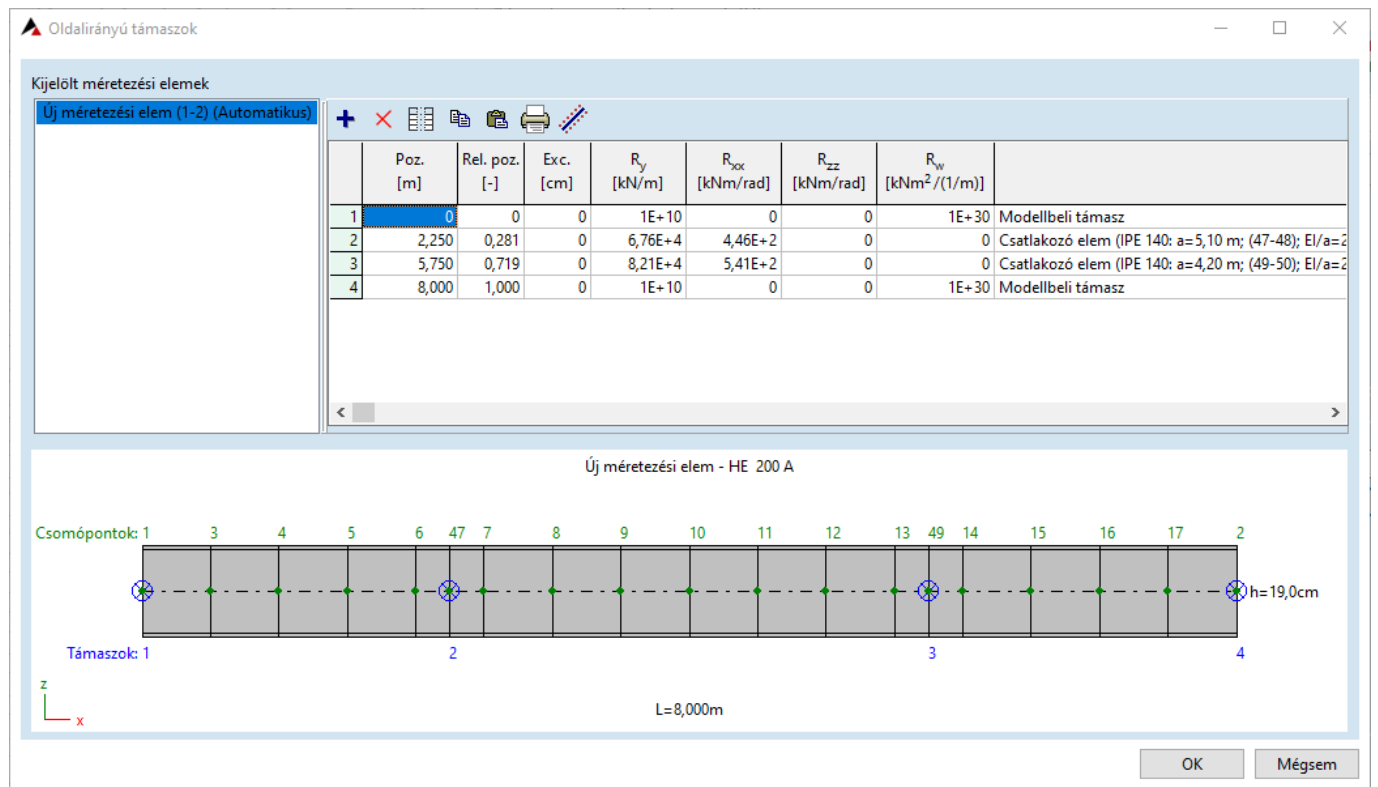 Oldalirányú támaszok
Kijelölt méretezési elemek
Új méretezési elem (1-2) (Automatikus)
Poz. [m] Rel. poz. [-] Exc. [cm] Ry [kN/m] Rxx [kNm/rad] Rzz [kNm/rad] Rw [kNm²/(1/m)]
1 0 0 0 1E+10 0 0 1E+30 Modellbeli támasz
2 2,250 0,281 0 6,76E+4 4,46E+2 0 0 Csatlakozó elem (IPE 140: a=5,10 m; (47-48); EI/a=2
3 5,750 0,719 0 8,21E+4 5,41E+2 0 0 Csatlakozó elem (IPE 140: a=4,20 m; (49-50); EI/a=2
4 8,000 1,000 0 1E+10 0 0 1E+30 Modellbeli támasz
Új méretezési elem - HE 200 A
Csomópontok: 1 3 4 5 6 47 7 8 9 10 11 12 13 49 14 15 16 17 2
h=19,0cm
Támaszok: 1 2 3 4
z
x
L=8,000m
OK Mégsem